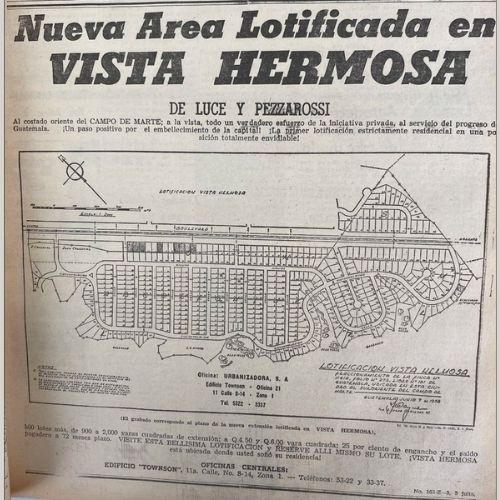 Nueva Area Lotificada en
VISTA HERMOSA
DE LUCE Y PEZZAROSSI
Al costado oriente del CAMPO DE MARTE; a la vista, todo un verdadero esfuerzo de la iniciativa privada, al servicio del progreso de
Guatemala. ¡Un paso positivo por el embellecimiento de la capital! ¡La primer lotificación estrictamente residencial en una po
sición totalmente envidiable!
LOTIFICACION VISTA HERMOSA
BOULEVARD
Oficina: URBANIZADORA, S. A
Edificio Townson - Oficina 21
11 Calle 8-14 , Zona 1
Tel. 5322 - 3337
LOTIFICACION VISTA HERMOSA
(El grabado corresponde al plano de la nueva extensión lotificada en VISTA HERMOSA).
500 lotes más, de 900 a 2,000 varas cuadradas de extensión; a Q.4.50 y Q.6.00 vara cuadrada; 25 por ciento de enganche y el saldo
pagadero a 72 meses plazo. VISITE ESTA BELLISIMA LOTIFICACION y RESERVE ALLI MISMO SU LOTE. ¡VISTA HERMOSA
está ubicada donde usted soñó su residencia!
OFICINAS CENTRALES:
EDIFICIO "TOWNSON", 11a. Calle, No. 8-14, Zona 1. — Teléfonos: 53-22 y 33-37.